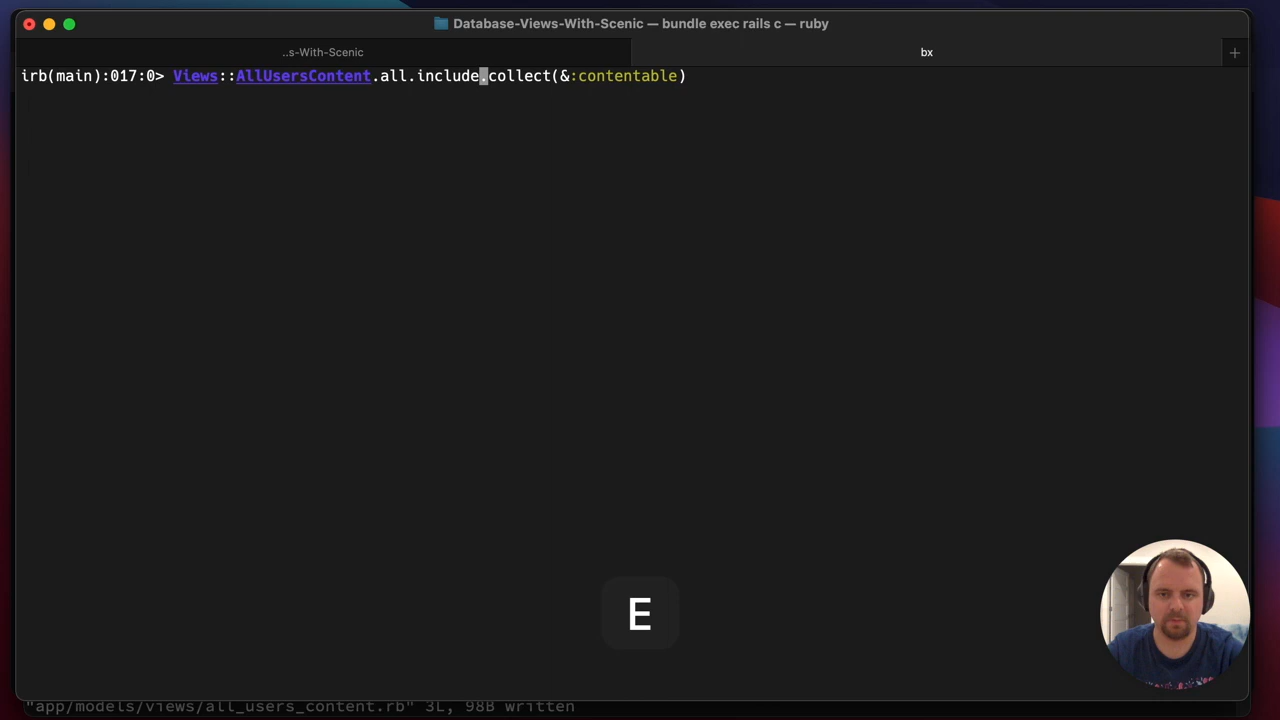 Database-Views-With-Scenic — bundle exec rails c — ruby
..s-With-Scenic
bx
+
irb(main):017:0> Views::AllUsersContent.all.include.collect(&:contentable)
E
"app/models/views/all_users_content.rb" 3L, 98B written